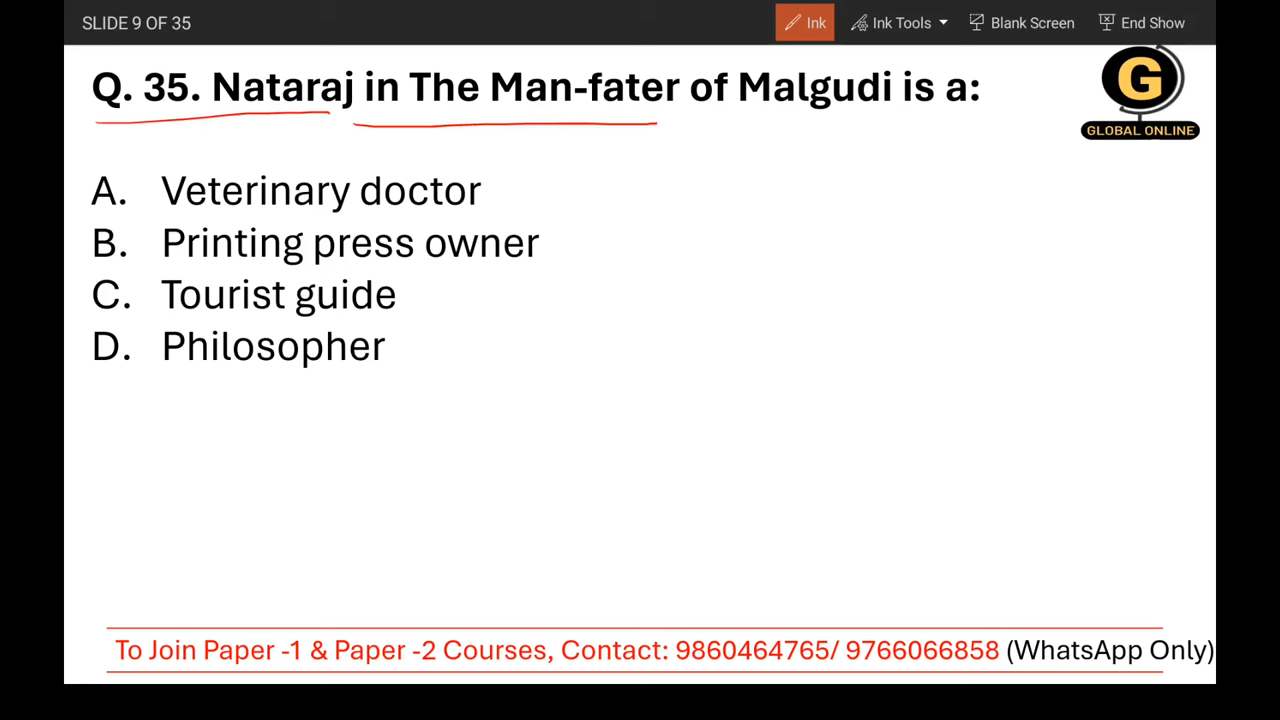 SLIDE 9 OF 35
Ink
Ink Tools
Blank Screen
End Show
Q. 35. Nataraj in The Man-fater of Malgudi is a:
G
GLOBAL ONLINE
A. Veterinary doctor
B. Printing press owner
C. Tourist guide
D. Philosopher
To Join Paper -1 & Paper -2 Courses, Contact: 9860464765/ 9766066858 (WhatsApp Only)